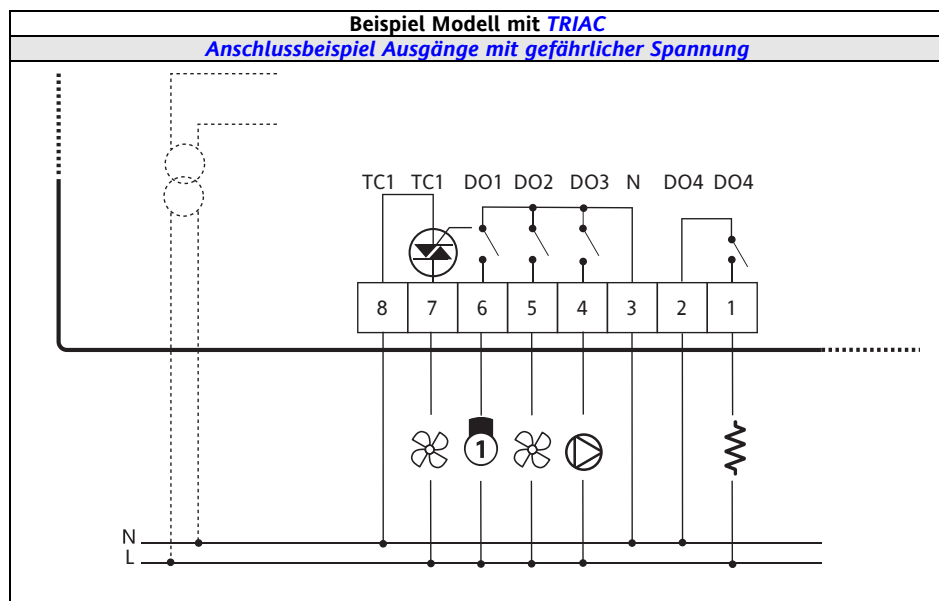 Beispiel Modell mit TRIAC
Anschlussbeispiel Ausgänge mit gefährlicher Spannung
TC1 TC1 DO1 DO2 DO3 N DO4 DO4
8 7 6 5 4 3 2 1
1
N
L